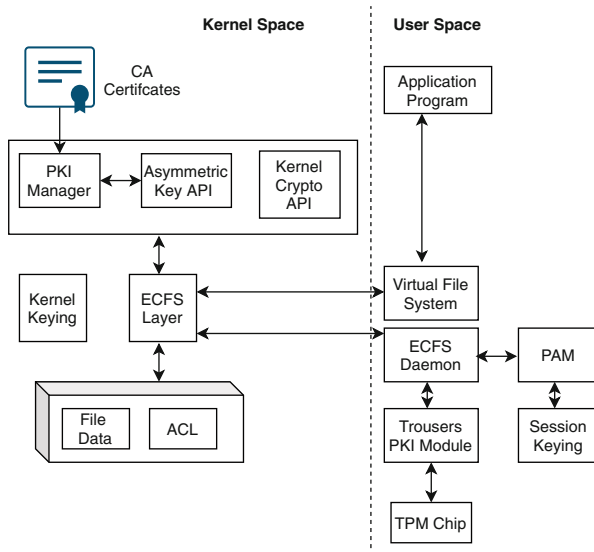 Kernel Space
User Space
CA
Certifcates
Application
Program
PKI
Manager
Asymmetric
Key API
Kernel
Crypto
API
Kernel
Keying
ECFS
Layer
Virtual File
System
ECFS
Daemon
PAM
File
Data
ACL
Trousers
PKI Module
Session
Keying
TPM Chip